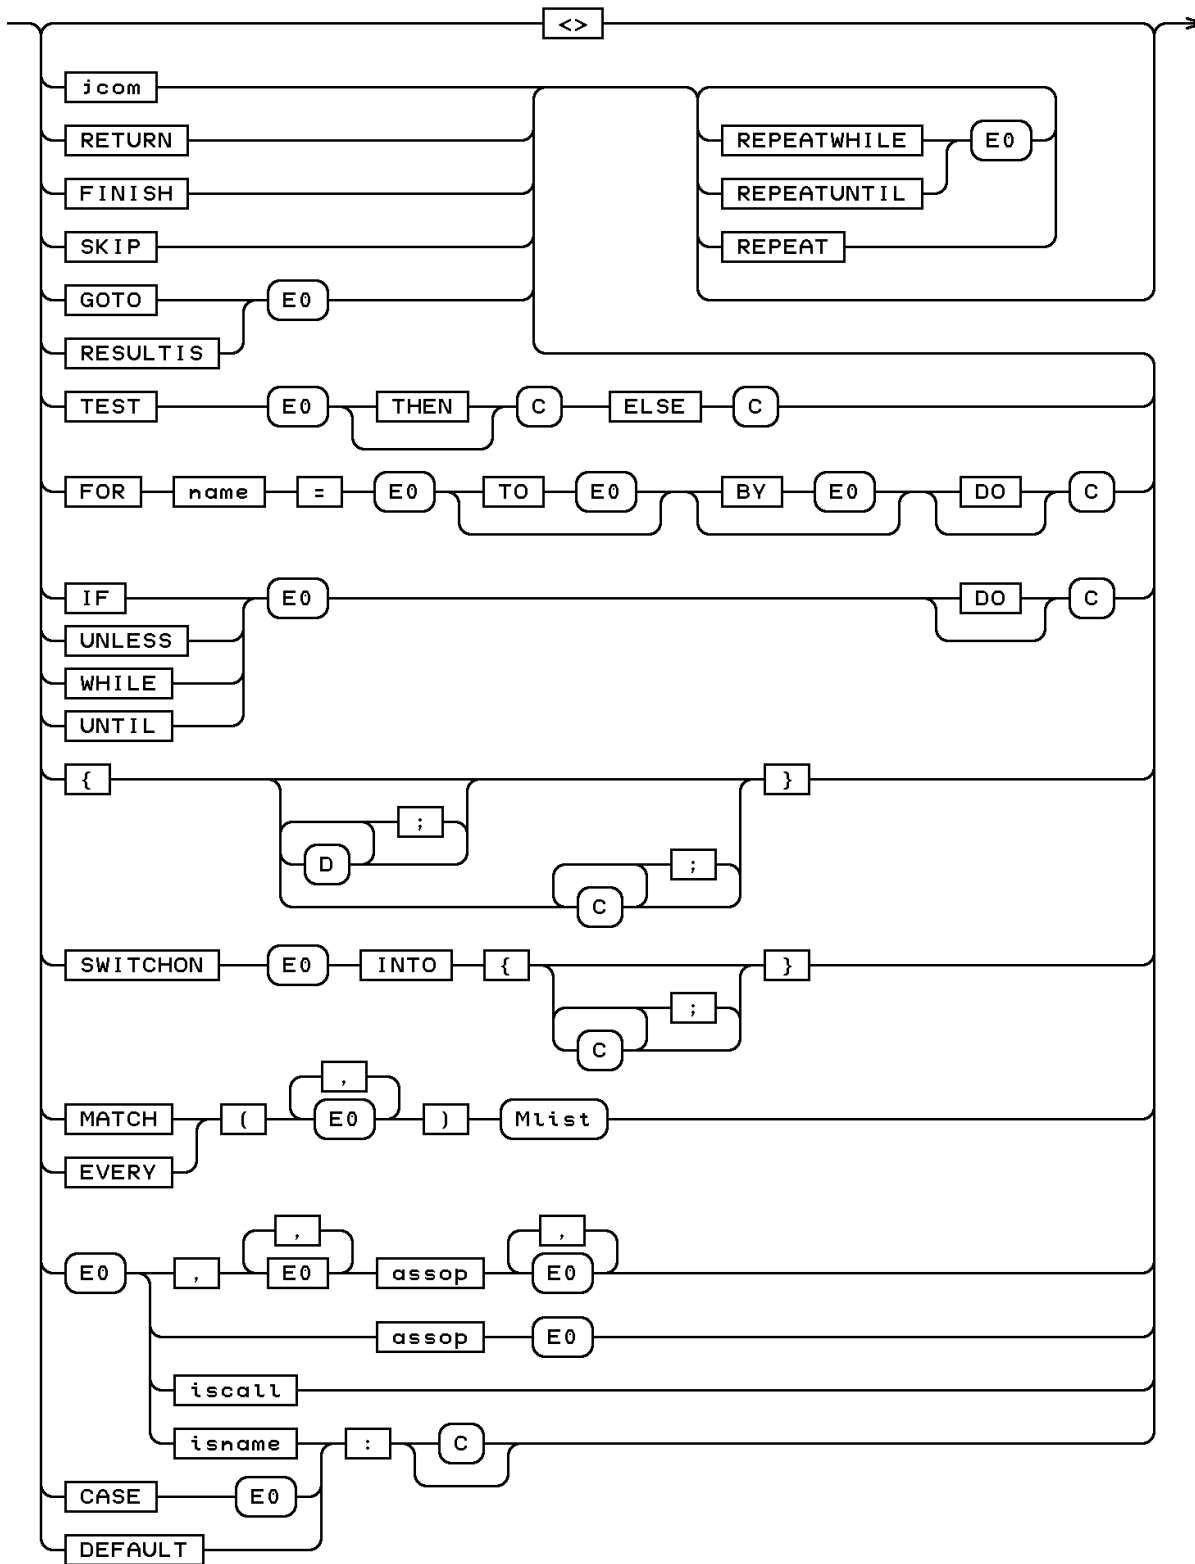 <>
jcom
RETURN REPEATWHILE E0
FINISH REPEATUNTIL
SKIP REPEAT
GOTO E0
RESULTIS
TEST E0 THEN C ELSE C
FOR name = E0 TO E0 BY E0 DO C
IF E0 DO C
UNLESS
WHILE
UNTIL
{ }
;
D ;
C
SWITCHON E0 INTO { }
;
C
,
MATCH ( E0 ) Mlist
EVERY
, ,
E0 , E0 assop E0
assop E0
iscall
isname : C
CASE E0
DEFAULT